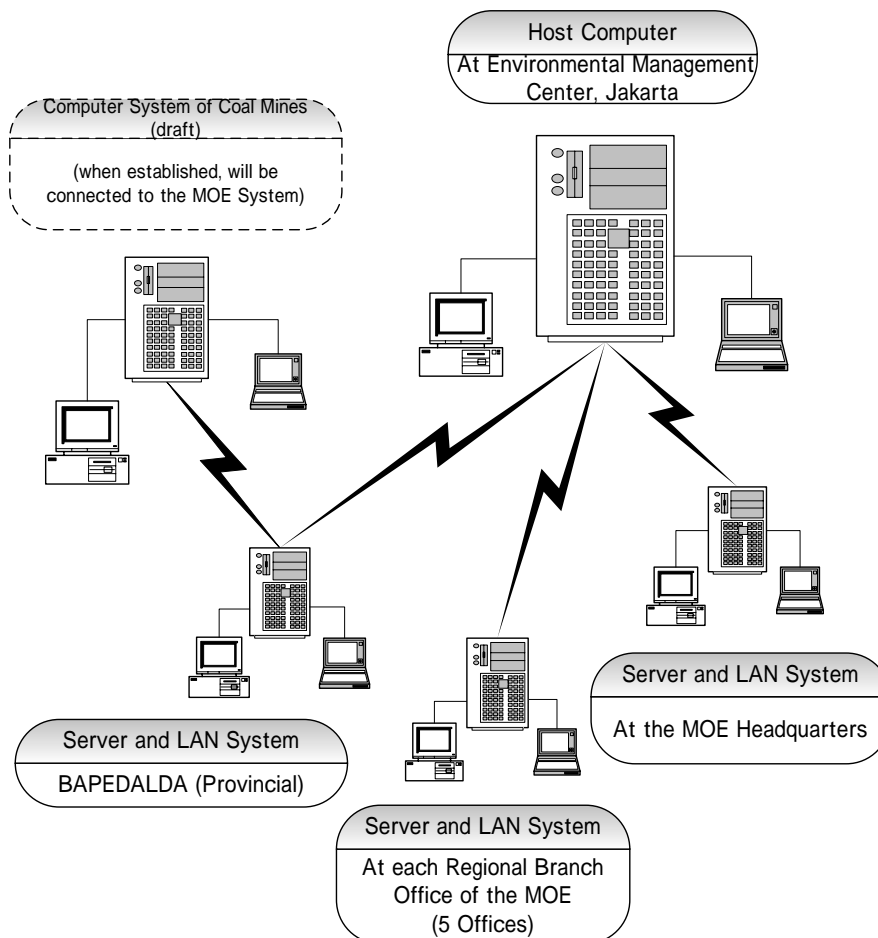 Host Computer
At Environmental Management
Center, Jakarta
Computer System of Coal Mines
(draft)
(when established, will be
connected to the MOE System)
Server and LAN System
At the MOE Headquarters
Server and LAN System
BAPEDALDA (Provincial)
Server and LAN System
At each Regional Branch
Office of the MOE
(5 Offices)